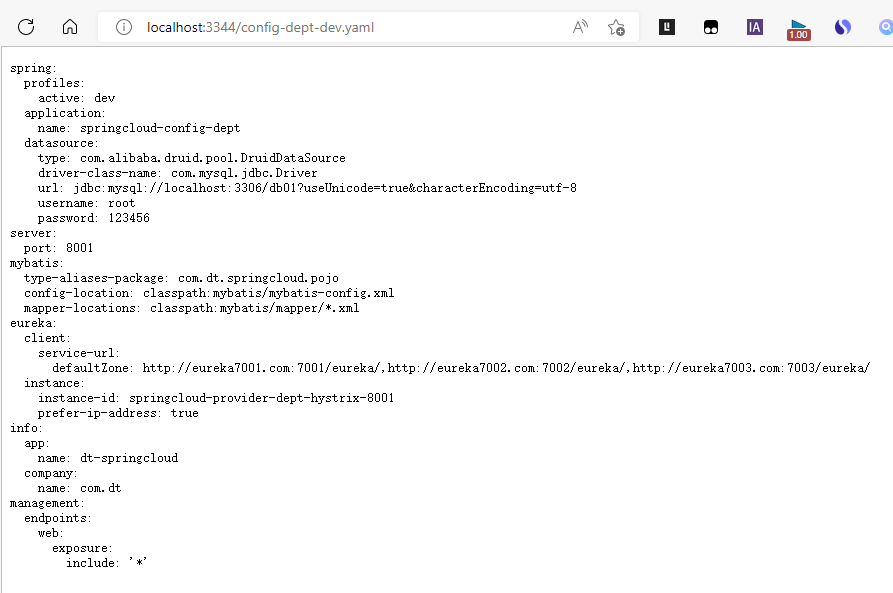 localhost:3344/config-dept-dev.yaml
A
IA
1.00
spring:
  profiles:
    active: dev
  application:
    name: springcloud-config-dept
  datasource:
    type: com.alibaba.druid.pool.DruidDataSource
    driver-class-name: com.mysql.jdbc.Driver
    url: jdbc:mysql://localhost:3306/db01?useUnicode=true&characterEncoding=utf-8
    username: root
    password: 123456
server:
  port: 8001
mybatis:
  type-aliases-package: com.dt.springcloud.pojo
  config-location: classpath:mybatis/mybatis-config.xml
  mapper-locations: classpath:mybatis/mapper/*.xml
eureka:
  client:
    service-url:
      defaultZone: http://eureka7001.com:7001/eureka/,http://eureka7002.com:7002/eureka/,http://eureka7003.com:7003/eureka/
  instance:
    instance-id: springcloud-provider-dept-hystrix-8001
    prefer-ip-address: true
info:
  app:
    name: dt-springcloud
  company:
    name: com.dt
management:
  endpoints:
    web:
      exposure:
        include: '*'